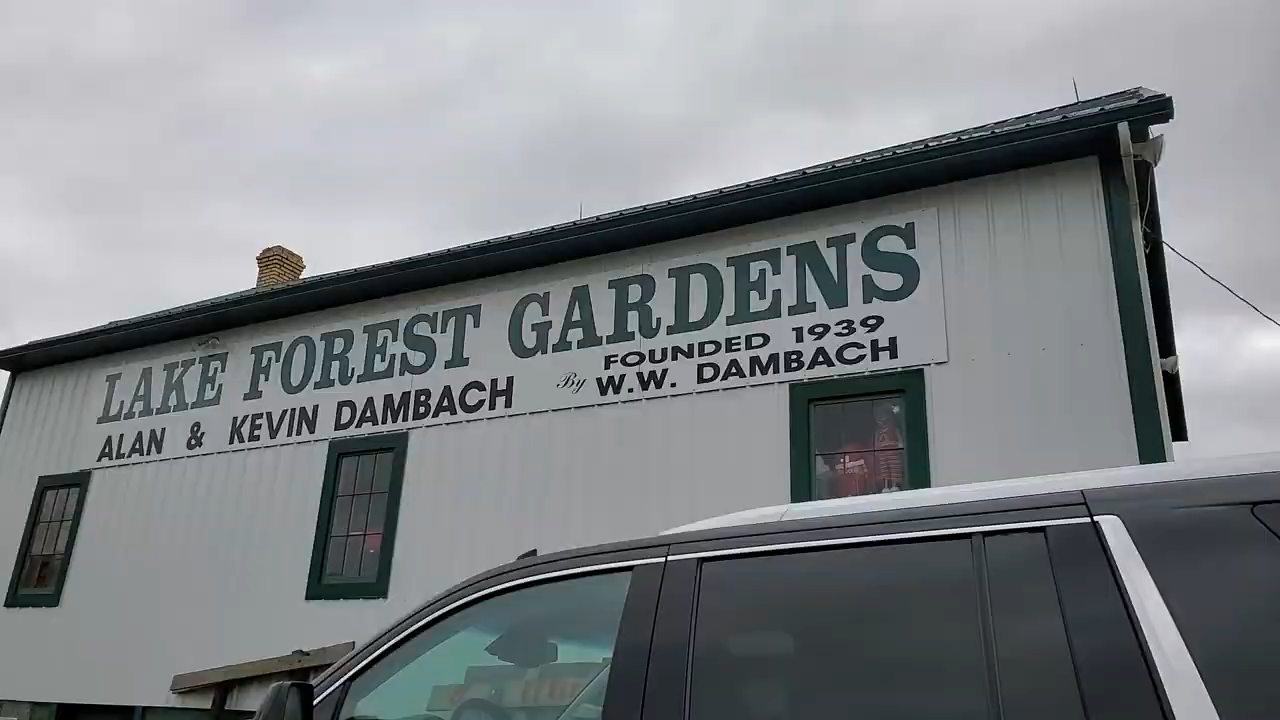 LAKE FOREST GARDENS
ALAN & KEVIN DAMBACH
FOUNDED 1939
By W.W. DAMBACH